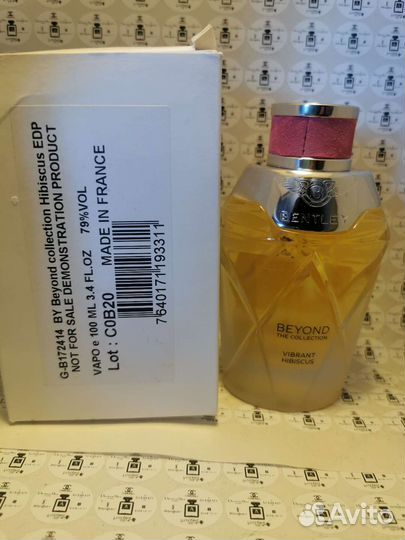 G-B172414 BY Beyond collection Hibiscus EDP
NOT FOR SALE DEMONSTRATION PRODUCT
VAPO e 100 ML 3.4 FL.OZ 79%VOL
Lot : C0B20 MADE IN FRANCE
7640171193311
B
BENTLEY
BEYOND
THE COLLECTION
VIBRANT
HIBISCUS
Avito